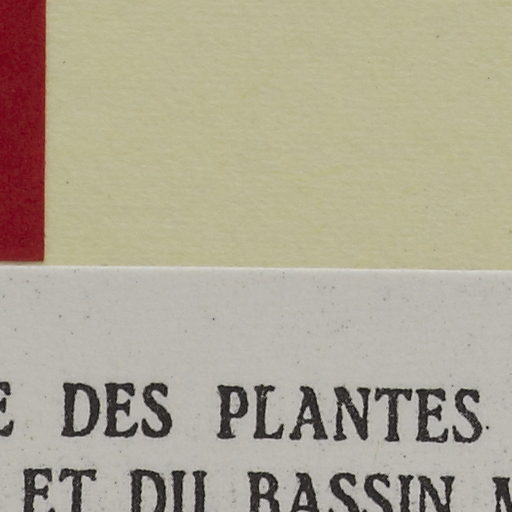 DES PLANTES
ET DU BASSIN